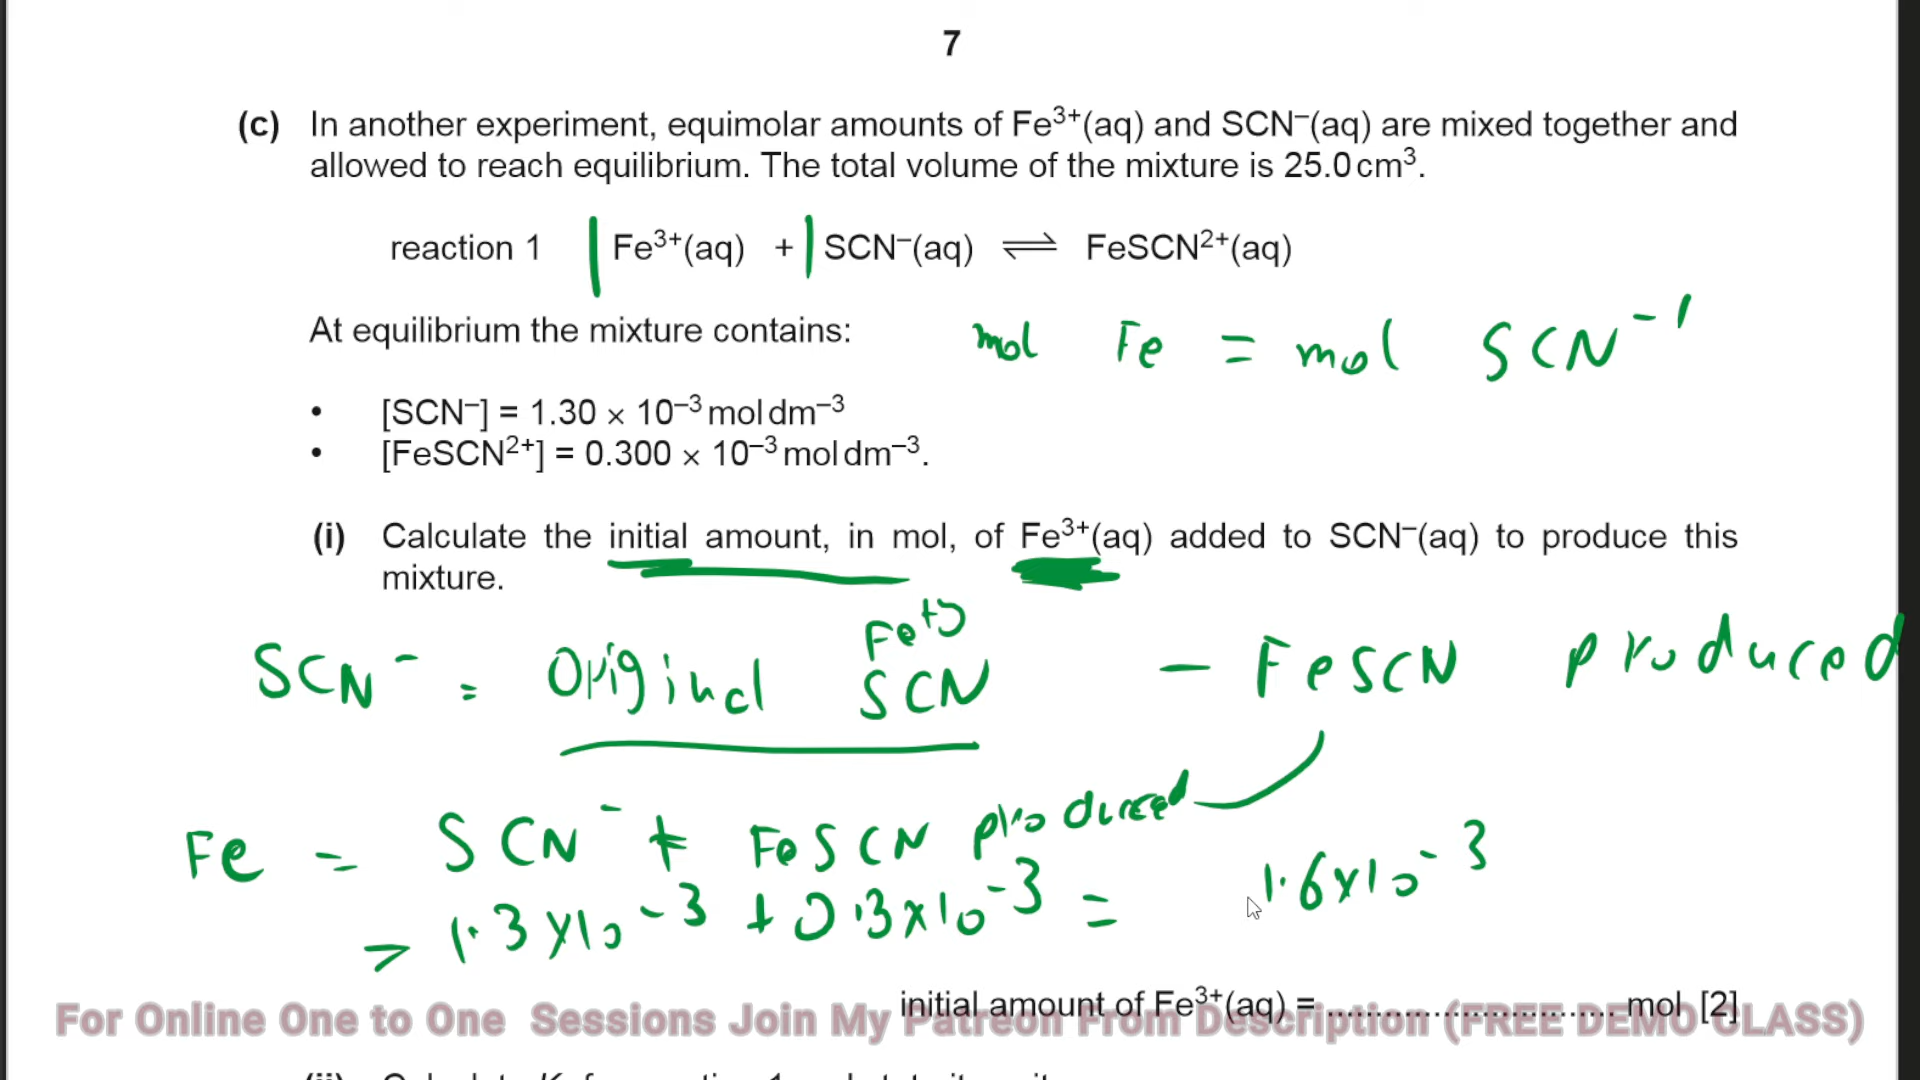 7
(c) In another experiment, equimolar amounts of Fe³⁺(aq) and SCN⁻(aq) are mixed together and
allowed to reach equilibrium. The total volume of the mixture is 25.0 cm³.
reaction 1 | Fe³⁺(aq) + | SCN⁻(aq) ⇌ FeSCN²⁺(aq)
At equilibrium the mixture contains:
mol Fe = mol SCN⁻¹
• [SCN⁻] = 1.30 × 10⁻³ mol dm⁻³
• [FeSCN²⁺] = 0.300 × 10⁻³ mol dm⁻³.
(i) Calculate the initial amount, in mol, of Fe³⁺(aq) added to SCN⁻(aq) to produce this
mixture.
Fe⁺³
SCN⁻ = Original SCN − FeSCN produced
Fe = SCN⁻ + FeSCN produced
= 1.3×10⁻³ + 0.3×10⁻³ = 1.6×10⁻³
initial amount of Fe³⁺(aq) = .............................. mol [2]
For Online One to One Sessions Join My Patreon From Description (FREE DEMO CLASS)